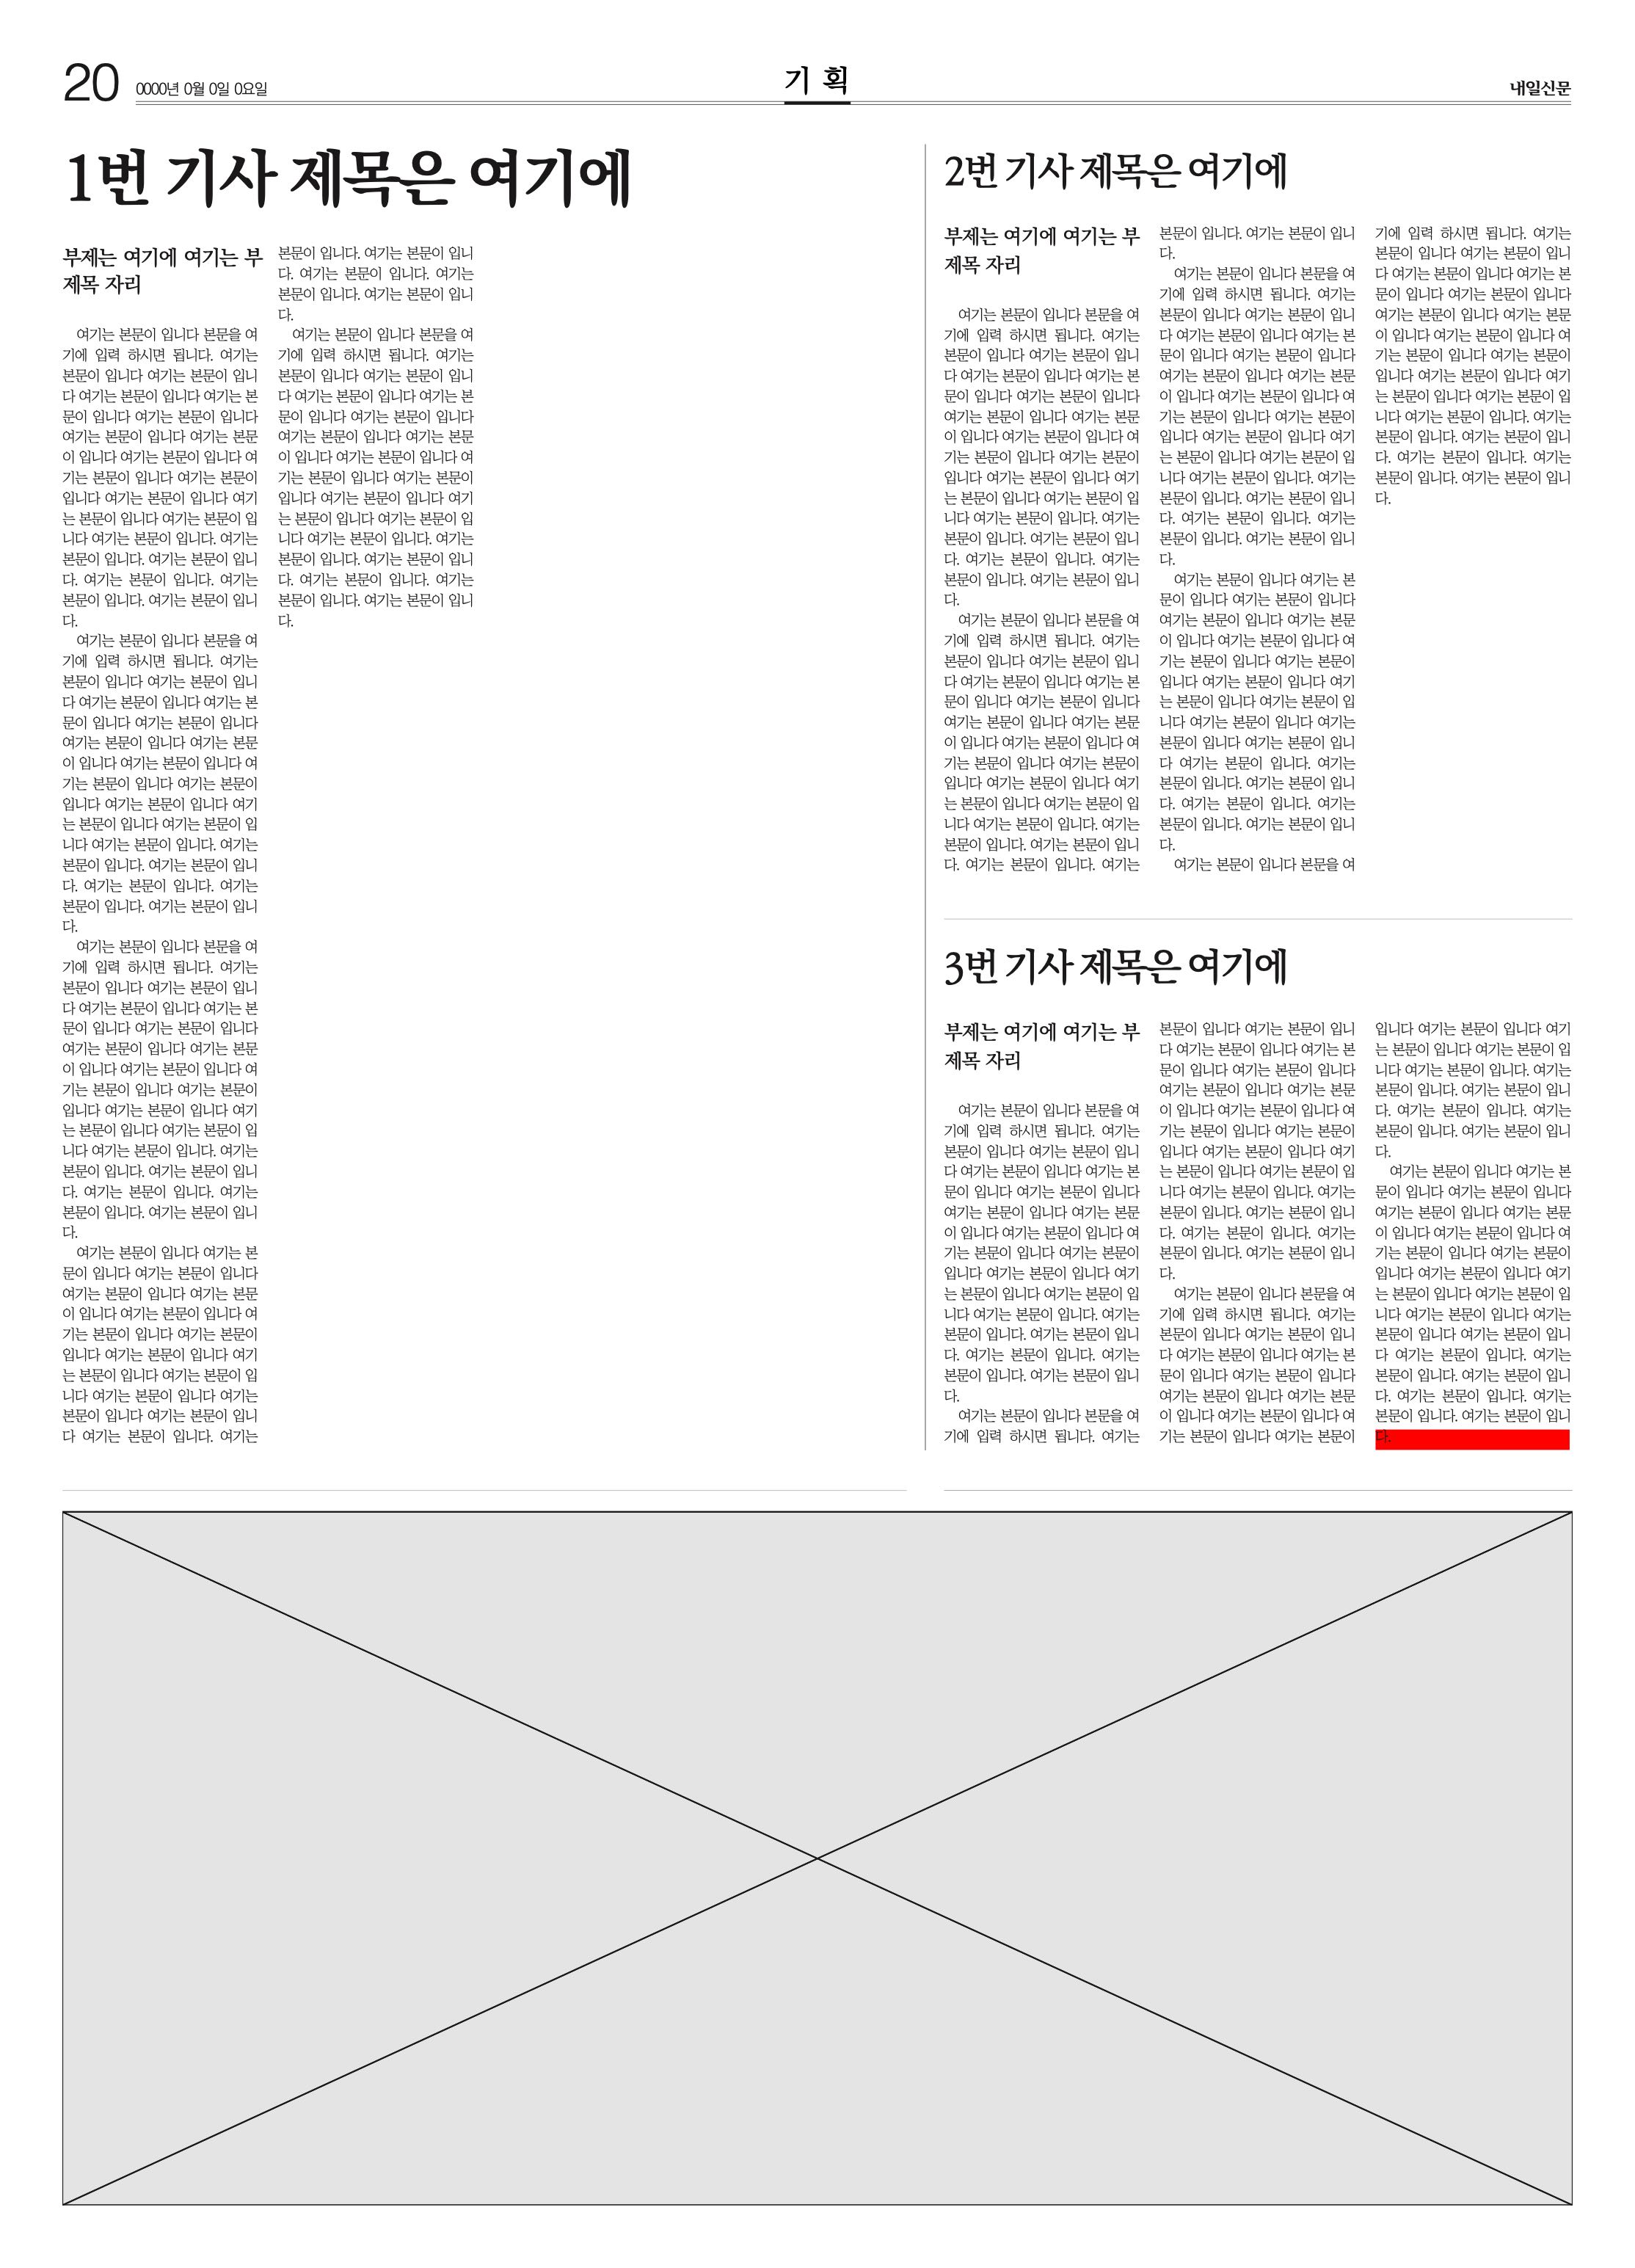 20
0000년 0월 0일 0요일
기 획
내일신문
1번 기사 제목은 여기에
부제는 여기에 여기는 부
제목 자리
여기는 본문이 입니다 본문을 여
기에 입력 하시면 됩니다. 여기는
본문이 입니다 여기는 본문이 입니
다 여기는 본문이 입니다 여기는 본
문이 입니다 여기는 본문이 입니다
여기는 본문이 입니다 여기는 본문
이 입니다 여기는 본문이 입니다 여
기는 본문이 입니다 여기는 본문이
입니다 여기는 본문이 입니다 여기
는 본문이 입니다 여기는 본문이 입
니다 여기는 본문이 입니다. 여기는
본문이 입니다. 여기는 본문이 입니
다. 여기는 본문이 입니다. 여기는
본문이 입니다. 여기는 본문이 입니
다.
여기는 본문이 입니다 본문을 여
기에 입력 하시면 됩니다. 여기는
본문이 입니다 여기는 본문이 입니
다 여기는 본문이 입니다 여기는 본
문이 입니다 여기는 본문이 입니다
여기는 본문이 입니다 여기는 본문
이 입니다 여기는 본문이 입니다 여
기는 본문이 입니다 여기는 본문이
입니다 여기는 본문이 입니다 여기
는 본문이 입니다 여기는 본문이 입
니다 여기는 본문이 입니다. 여기는
본문이 입니다. 여기는 본문이 입니
다. 여기는 본문이 입니다. 여기는
본문이 입니다. 여기는 본문이 입니
다.
여기는 본문이 입니다 본문을 여
기에 입력 하시면 됩니다. 여기는
본문이 입니다 여기는 본문이 입니
다 여기는 본문이 입니다 여기는 본
문이 입니다 여기는 본문이 입니다
여기는 본문이 입니다 여기는 본문
이 입니다 여기는 본문이 입니다 여
기는 본문이 입니다 여기는 본문이
입니다 여기는 본문이 입니다 여기
는 본문이 입니다 여기는 본문이 입
니다 여기는 본문이 입니다. 여기는
본문이 입니다. 여기는 본문이 입니
다. 여기는 본문이 입니다. 여기는
본문이 입니다. 여기는 본문이 입니
다.
여기는 본문이 입니다 여기는 본
문이 입니다 여기는 본문이 입니다
여기는 본문이 입니다 여기는 본문
이 입니다 여기는 본문이 입니다 여
기는 본문이 입니다 여기는 본문이
입니다 여기는 본문이 입니다 여기
는 본문이 입니다 여기는 본문이 입
니다 여기는 본문이 입니다 여기는
본문이 입니다 여기는 본문이 입니
다 여기는 본문이 입니다. 여기는
본문이 입니다. 여기는 본문이 입니
다. 여기는 본문이 입니다. 여기는
본문이 입니다. 여기는 본문이 입니
다.
여기는 본문이 입니다 본문을 여
기에 입력 하시면 됩니다. 여기는
본문이 입니다 여기는 본문이 입니
다 여기는 본문이 입니다 여기는 본
문이 입니다 여기는 본문이 입니다
여기는 본문이 입니다 여기는 본문
이 입니다 여기는 본문이 입니다 여
기는 본문이 입니다 여기는 본문이
입니다 여기는 본문이 입니다 여기
는 본문이 입니다 여기는 본문이 입
니다 여기는 본문이 입니다. 여기는
본문이 입니다. 여기는 본문이 입니
다. 여기는 본문이 입니다. 여기는
본문이 입니다. 여기는 본문이 입니
다.
2번 기사 제목은 여기에
부제는 여기에 여기는 부
제목 자리
여기는 본문이 입니다 본문을 여
기에 입력 하시면 됩니다. 여기는
본문이 입니다 여기는 본문이 입니
다 여기는 본문이 입니다 여기는 본
문이 입니다 여기는 본문이 입니다
여기는 본문이 입니다 여기는 본문
이 입니다 여기는 본문이 입니다 여
기는 본문이 입니다 여기는 본문이
입니다 여기는 본문이 입니다 여기
는 본문이 입니다 여기는 본문이 입
니다 여기는 본문이 입니다. 여기는
본문이 입니다. 여기는 본문이 입니
다. 여기는 본문이 입니다. 여기는
본문이 입니다. 여기는 본문이 입니
다.
여기는 본문이 입니다 본문을 여
기에 입력 하시면 됩니다. 여기는
본문이 입니다 여기는 본문이 입니
다 여기는 본문이 입니다 여기는 본
문이 입니다 여기는 본문이 입니다
여기는 본문이 입니다 여기는 본문
이 입니다 여기는 본문이 입니다 여
기는 본문이 입니다 여기는 본문이
입니다 여기는 본문이 입니다 여기
는 본문이 입니다 여기는 본문이 입
니다 여기는 본문이 입니다. 여기는
본문이 입니다. 여기는 본문이 입니
다. 여기는 본문이 입니다. 여기는
본문이 입니다. 여기는 본문이 입니
다.
여기는 본문이 입니다 본문을 여
기에 입력 하시면 됩니다. 여기는
본문이 입니다 여기는 본문이 입니
다 여기는 본문이 입니다 여기는 본
문이 입니다 여기는 본문이 입니다
여기는 본문이 입니다 여기는 본문
이 입니다 여기는 본문이 입니다 여
기는 본문이 입니다 여기는 본문이
입니다 여기는 본문이 입니다 여기
는 본문이 입니다 여기는 본문이 입
니다 여기는 본문이 입니다. 여기는
본문이 입니다. 여기는 본문이 입니
다. 여기는 본문이 입니다. 여기는
본문이 입니다. 여기는 본문이 입니
다.
여기는 본문이 입니다 여기는 본
문이 입니다 여기는 본문이 입니다
여기는 본문이 입니다 여기는 본문
이 입니다 여기는 본문이 입니다 여
기는 본문이 입니다 여기는 본문이
입니다 여기는 본문이 입니다 여기
는 본문이 입니다 여기는 본문이 입
니다 여기는 본문이 입니다 여기는
본문이 입니다 여기는 본문이 입니
다 여기는 본문이 입니다. 여기는
본문이 입니다. 여기는 본문이 입니
다. 여기는 본문이 입니다. 여기는
본문이 입니다. 여기는 본문이 입니
다.
여기는 본문이 입니다 본문을 여
기에 입력 하시면 됩니다. 여기는
본문이 입니다 여기는 본문이 입니
다 여기는 본문이 입니다 여기는 본
문이 입니다 여기는 본문이 입니다
여기는 본문이 입니다 여기는 본문
이 입니다 여기는 본문이 입니다 여
기는 본문이 입니다 여기는 본문이
입니다 여기는 본문이 입니다 여기
는 본문이 입니다 여기는 본문이 입
니다 여기는 본문이 입니다. 여기는
본문이 입니다. 여기는 본문이 입니
다. 여기는 본문이 입니다. 여기는
본문이 입니다. 여기는 본문이 입니
다.
3번 기사 제목은 여기에
부제는 여기에 여기는 부
제목 자리
여기는 본문이 입니다 본문을 여
기에 입력 하시면 됩니다. 여기는
본문이 입니다 여기는 본문이 입니
다 여기는 본문이 입니다 여기는 본
문이 입니다 여기는 본문이 입니다
여기는 본문이 입니다 여기는 본문
이 입니다 여기는 본문이 입니다 여
기는 본문이 입니다 여기는 본문이
입니다 여기는 본문이 입니다 여기
는 본문이 입니다 여기는 본문이 입
니다 여기는 본문이 입니다. 여기는
본문이 입니다. 여기는 본문이 입니
다. 여기는 본문이 입니다. 여기는
본문이 입니다. 여기는 본문이 입니
다.
여기는 본문이 입니다 본문을 여
기에 입력 하시면 됩니다. 여기는
본문이 입니다 여기는 본문이 입니
다 여기는 본문이 입니다 여기는 본
문이 입니다 여기는 본문이 입니다
여기는 본문이 입니다 여기는 본문
이 입니다 여기는 본문이 입니다 여
기는 본문이 입니다 여기는 본문이
입니다 여기는 본문이 입니다 여기
는 본문이 입니다 여기는 본문이 입
니다 여기는 본문이 입니다. 여기는
본문이 입니다. 여기는 본문이 입니
다. 여기는 본문이 입니다. 여기는
본문이 입니다. 여기는 본문이 입니
다.
여기는 본문이 입니다 본문을 여
기에 입력 하시면 됩니다. 여기는
본문이 입니다 여기는 본문이 입니
다 여기는 본문이 입니다 여기는 본
문이 입니다 여기는 본문이 입니다
여기는 본문이 입니다 여기는 본문
이 입니다 여기는 본문이 입니다 여
기는 본문이 입니다 여기는 본문이
입니다 여기는 본문이 입니다 여기
는 본문이 입니다 여기는 본문이 입
니다 여기는 본문이 입니다. 여기는
본문이 입니다. 여기는 본문이 입니
다. 여기는 본문이 입니다. 여기는
본문이 입니다. 여기는 본문이 입니
다.
여기는 본문이 입니다 여기는 본
문이 입니다 여기는 본문이 입니다
여기는 본문이 입니다 여기는 본문
이 입니다 여기는 본문이 입니다 여
기는 본문이 입니다 여기는 본문이
입니다 여기는 본문이 입니다 여기
는 본문이 입니다 여기는 본문이 입
니다 여기는 본문이 입니다 여기는
본문이 입니다 여기는 본문이 입니
다 여기는 본문이 입니다. 여기는
본문이 입니다. 여기는 본문이 입니
다. 여기는 본문이 입니다. 여기는
본문이 입니다. 여기는 본문이 입니
다.